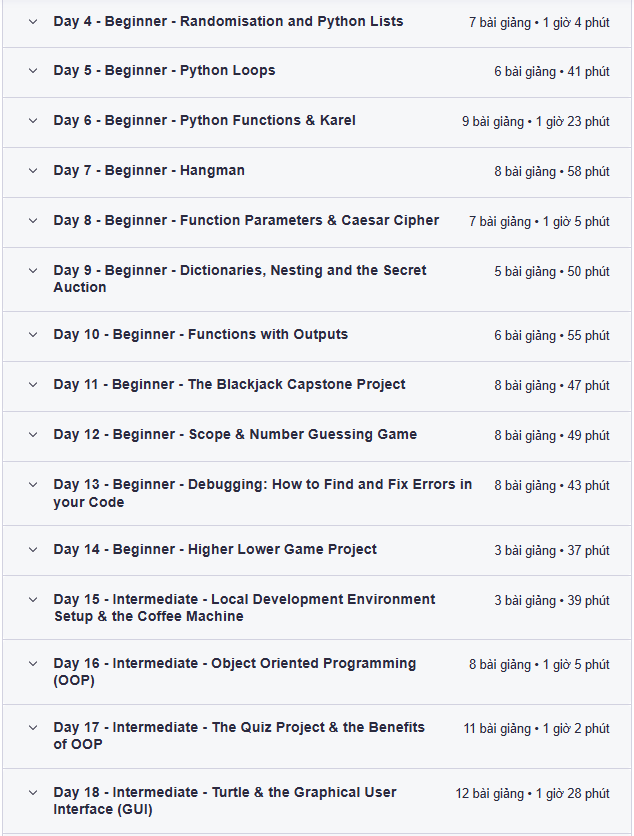 Day 4 - Beginner - Randomisation and Python Lists 7 bài giảng • 1 giờ 4 phút
Day 5 - Beginner - Python Loops 6 bài giảng • 41 phút
Day 6 - Beginner - Python Functions & Karel 9 bài giảng • 1 giờ 23 phút
Day 7 - Beginner - Hangman 8 bài giảng • 58 phút
Day 8 - Beginner - Function Parameters & Caesar Cipher 7 bài giảng • 1 giờ 5 phút
Day 9 - Beginner - Dictionaries, Nesting and the Secret 5 bài giảng • 50 phút
Auction
Day 10 - Beginner - Functions with Outputs 6 bài giảng • 55 phút
Day 11 - Beginner - The Blackjack Capstone Project 8 bài giảng • 47 phút
Day 12 - Beginner - Scope & Number Guessing Game 8 bài giảng • 49 phút
Day 13 - Beginner - Debugging: How to Find and Fix Errors in 8 bài giảng • 43 phút
your Code
Day 14 - Beginner - Higher Lower Game Project 3 bài giảng • 37 phút
Day 15 - Intermediate - Local Development Environment 3 bài giảng • 39 phút
Setup & the Coffee Machine
Day 16 - Intermediate - Object Oriented Programming 8 bài giảng • 1 giờ 5 phút
(OOP)
Day 17 - Intermediate - The Quiz Project & the Benefits 11 bài giảng • 1 giờ 2 phút
of OOP
Day 18 - Intermediate - Turtle & the Graphical User 12 bài giảng • 1 giờ 28 phút
Interface (GUI)